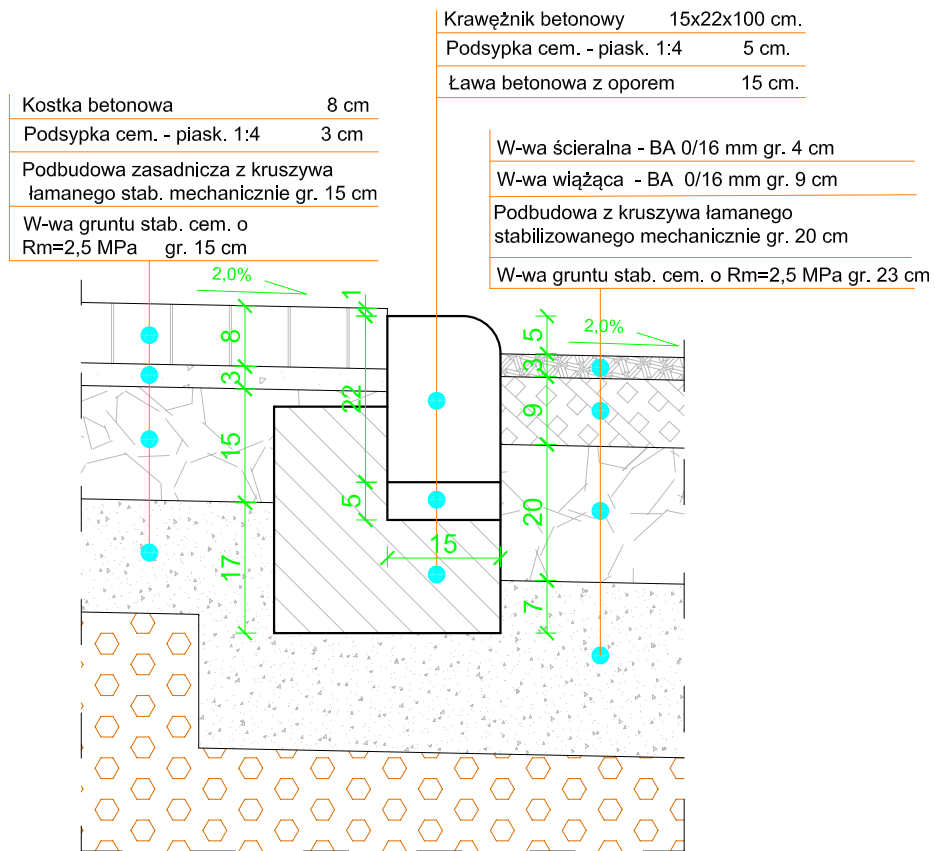 Krawężnik betonowy 15x22x100 cm.
Podsypka cem. - piask. 1:4 5 cm.
Ława betonowa z oporem 15 cm.
Kostka betonowa 8 cm
Podsypka cem. - piask. 1:4 3 cm
Podbudowa zasadnicza z kruszywa
łamanego stab. mechanicznie gr. 15 cm
W-wa gruntu stab. cem. o
Rm=2,5 MPa gr. 15 cm
W-wa ścieralna - BA 0/16 mm gr. 4 cm
W-wa wiążąca - BA 0/16 mm gr. 9 cm
Podbudowa z kruszywa łamanego
stabilizowanego mechanicznie gr. 20 cm
W-wa gruntu stab. cem. o Rm=2,5 MPa gr. 23 cm
2,0%
8
3
15
17
1
22
5
15
2,0%
5
3
9
20
7